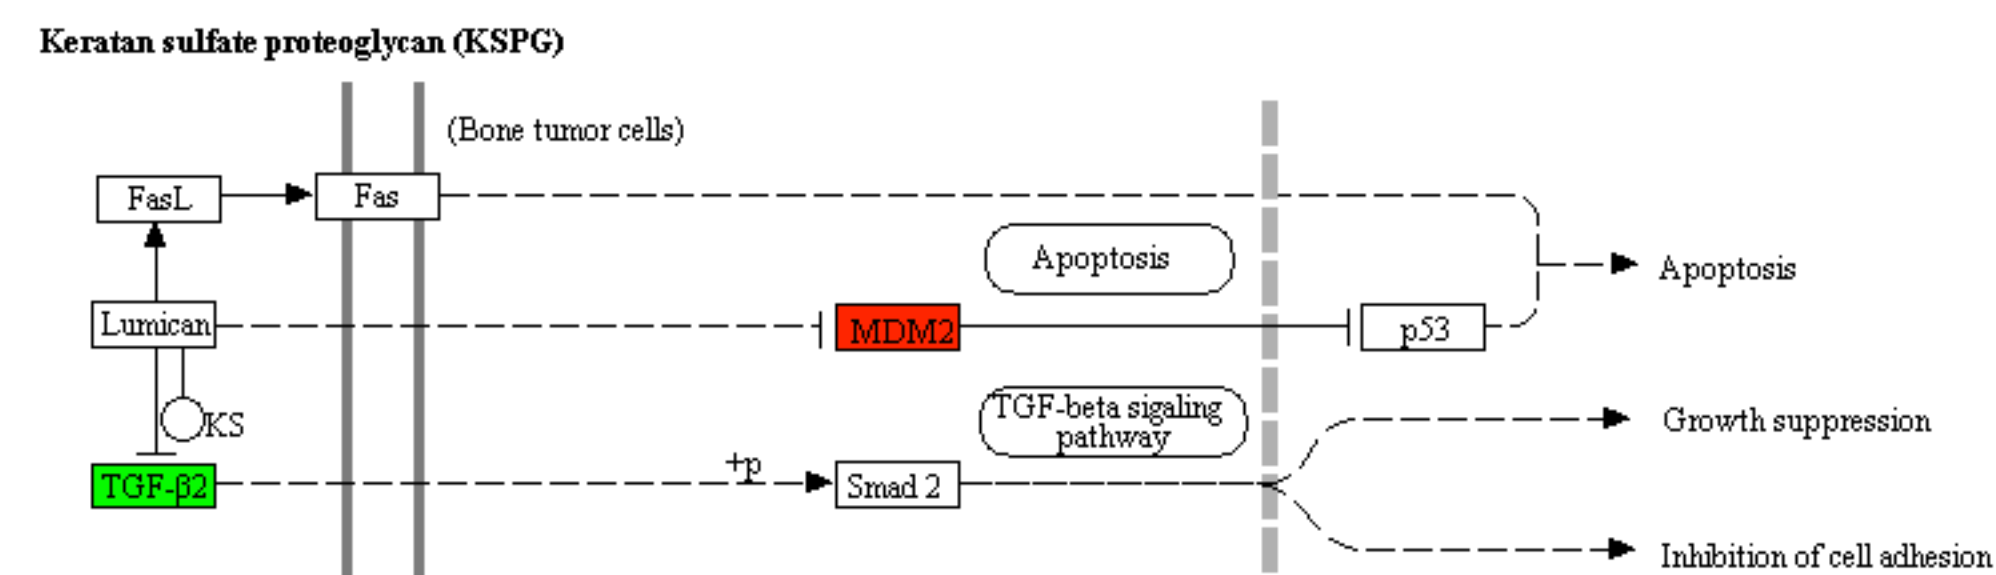 Keratan sulfate proteoglycan (KSPG)
(Bone tumor cells)
FasL
Fas
Apoptosis
Apoptosis
Lumican
MDM2
p53
KS
TGF-beta sigaling
pathway
Growth suppression
TGF-β2
+p
Smad 2
Inhibition of cell adhesion